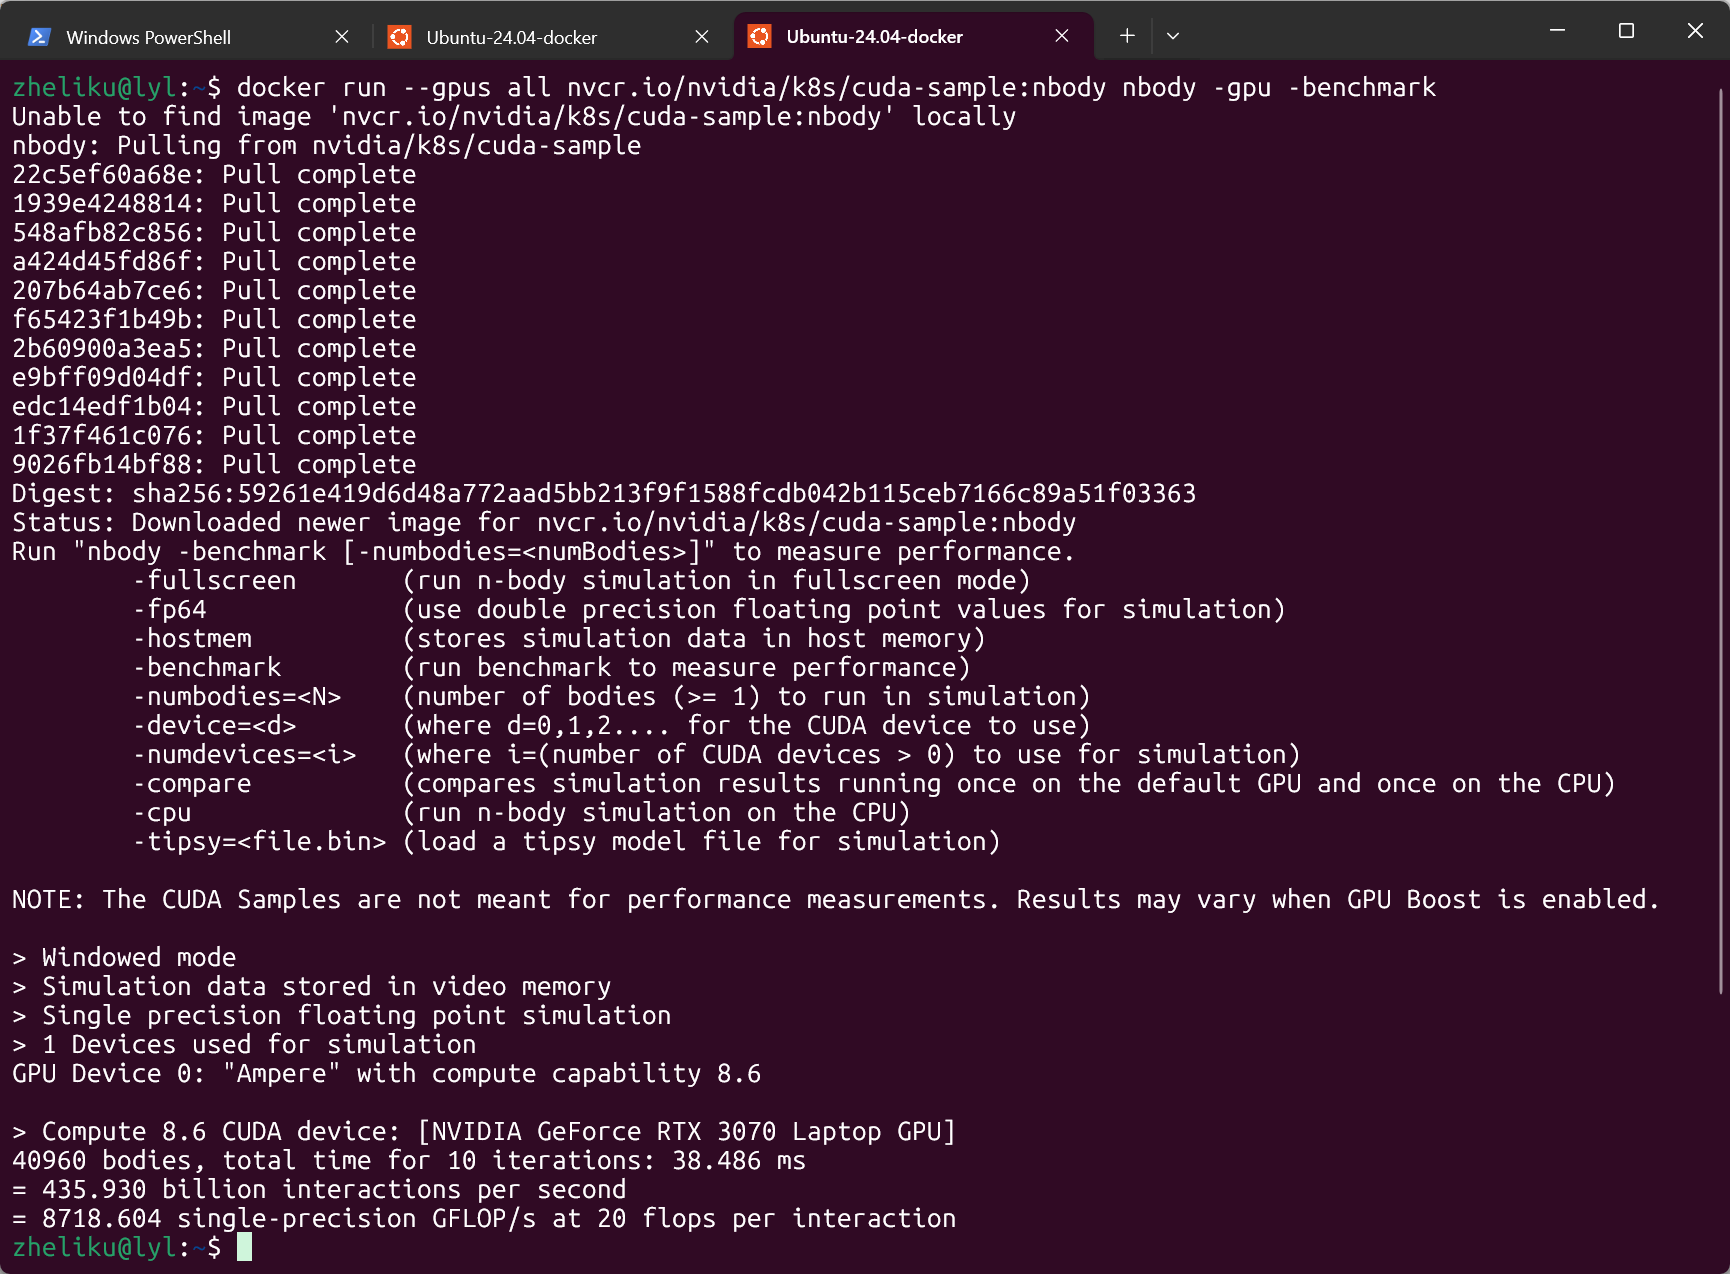 Windows PowerShell
Ubuntu-24.04-docker
Ubuntu-24.04-docker
zheliku@lyl:~$ docker run --gpus all nvcr.io/nvidia/k8s/cuda-sample:nbody nbody -gpu -benchmark
Unable to find image 'nvcr.io/nvidia/k8s/cuda-sample:nbody' locally
nbody: Pulling from nvidia/k8s/cuda-sample
22c5ef60a68e: Pull complete
1939e4248814: Pull complete
548afb82c856: Pull complete
a424d45fd86f: Pull complete
207b64ab7ce6: Pull complete
f65423f1b49b: Pull complete
2b60900a3ea5: Pull complete
e9bff09d04df: Pull complete
edc14edf1b04: Pull complete
1f37f461c076: Pull complete
9026fb14bf88: Pull complete
Digest: sha256:59261e419d6d48a772aad5bb213f9f1588fcdb042b115ceb7166c89a51f03363
Status: Downloaded newer image for nvcr.io/nvidia/k8s/cuda-sample:nbody
Run "nbody -benchmark [-numbodies=<numBodies>]" to measure performance.
        -fullscreen       (run n-body simulation in fullscreen mode)
        -fp64             (use double precision floating point values for simulation)
        -hostmem          (stores simulation data in host memory)
        -benchmark        (run benchmark to measure performance)
        -numbodies=<N>    (number of bodies (>= 1) to run in simulation)
        -device=<d>       (where d=0,1,2.... for the CUDA device to use)
        -numdevices=<i>   (where i=(number of CUDA devices > 0) to use for simulation)
        -compare          (compares simulation results running once on the default GPU and once on the CPU)
        -cpu              (run n-body simulation on the CPU)
        -tipsy=<file.bin> (load a tipsy model file for simulation)
NOTE: The CUDA Samples are not meant for performance measurements. Results may vary when GPU Boost is enabled.
> Windowed mode
> Simulation data stored in video memory
> Single precision floating point simulation
> 1 Devices used for simulation
GPU Device 0: "Ampere" with compute capability 8.6
> Compute 8.6 CUDA device: [NVIDIA GeForce RTX 3070 Laptop GPU]
40960 bodies, total time for 10 iterations: 38.486 ms
= 435.930 billion interactions per second
= 8718.604 single-precision GFLOP/s at 20 flops per interaction
zheliku@lyl:~$